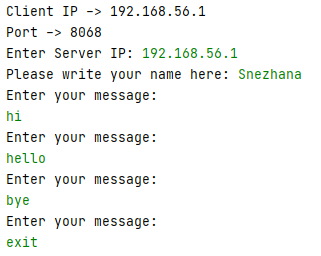 Client IP -> 192.168.56.1
Port -> 8068
Enter Server IP: 192.168.56.1
Please write your name here: Snezhana
Enter your message:
hi
Enter your message:
hello
Enter your message:
bye
Enter your message:
exit